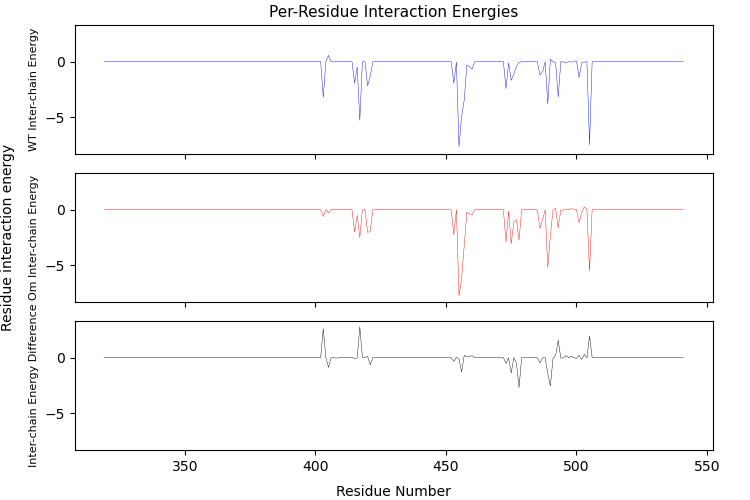 Per-Residue Interaction Energies
Residue interaction energy
WT Inter-chain Energy
0
−5
Om Inter-chain Energy
0
−5
Inter-chain Energy Difference
0
−5
350
400
450
500
550
Residue Number